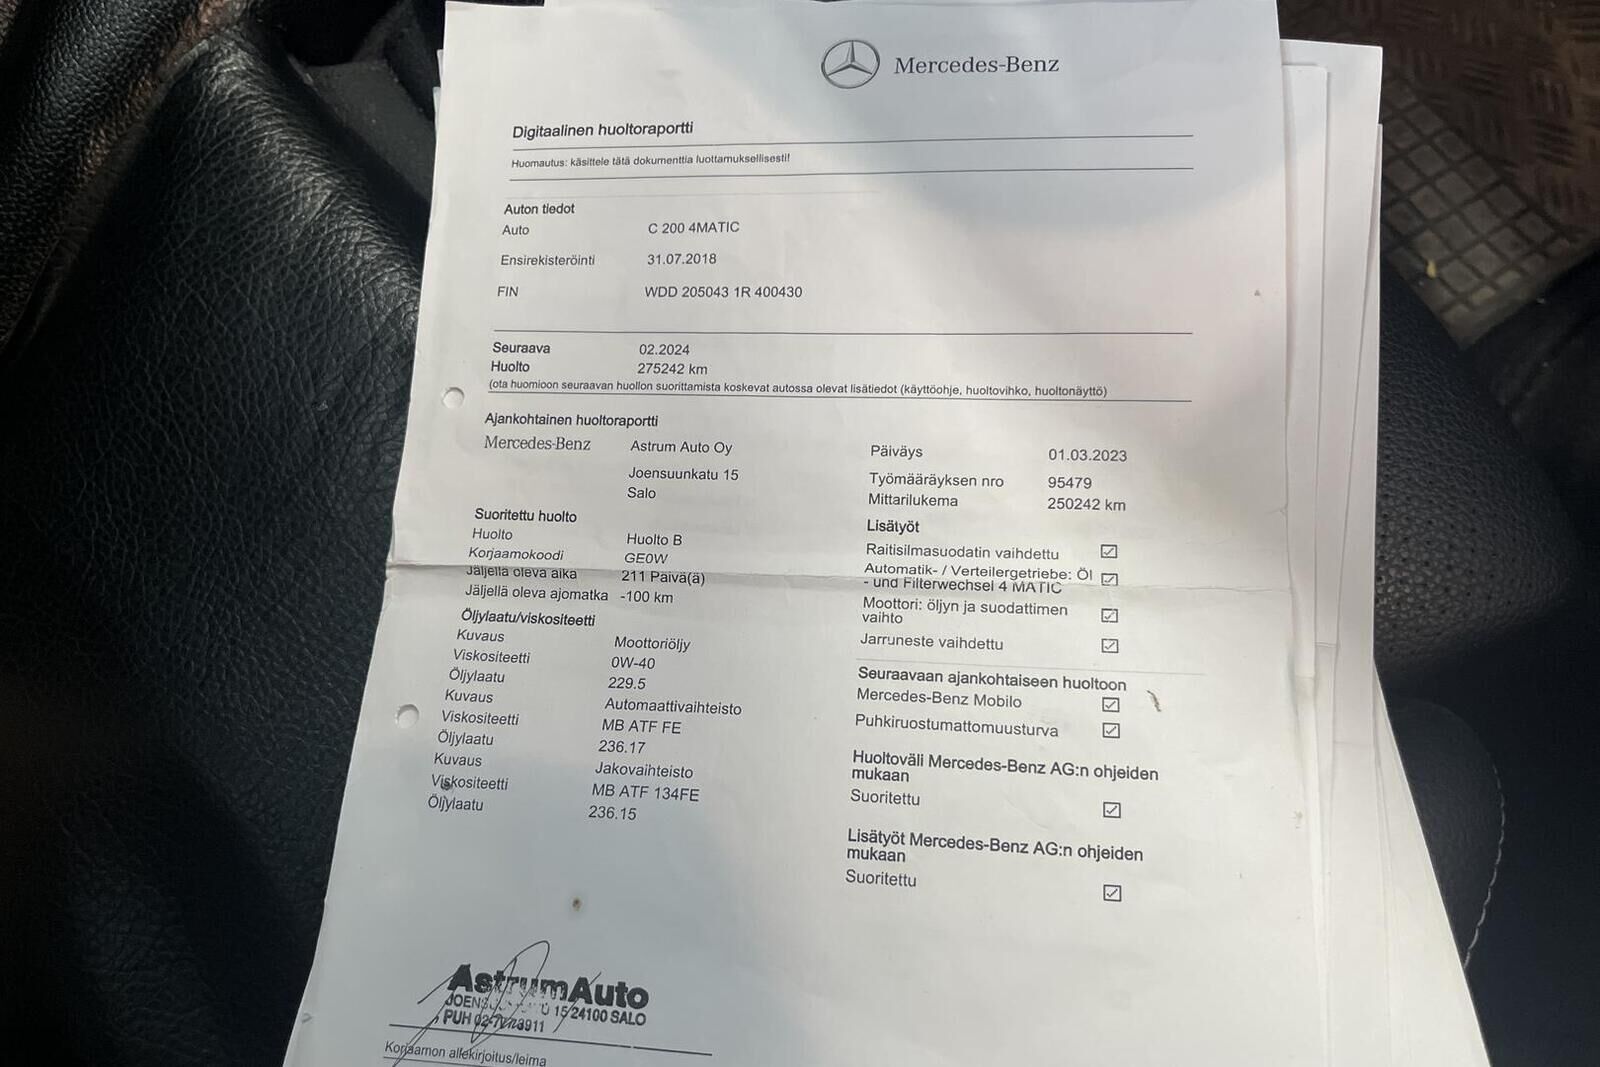 Mercedes-Benz
Digitaalinen huoltoraportti
Huomautus: käsittele tätä dokumenttia luottamuksellisesti!
Auton tiedot
Auto C 200 4MATIC
Ensirekisteröinti 31.07.2018
FIN WDD 205043 1R 400430
Seuraava 02.2024
Huolto 275242 km
(ota huomioon seuraavan huollon suorittamista koskevat autossa olevat lisätiedot (käyttöohje, huoltovihko, huoltonäyttö)
Ajankohtainen huoltoraportti
Mercedes-Benz Astrum Auto Oy
Joensuunkatu 15
Salo
Päiväys 01.03.2023
Työmääräyksen nro 95479
Mittarilukema 250242 km
Suoritettu huolto
Huolto Huolto B
Korjaamokoodi GE0W
Jäljellä oleva aika 211 Päivä(ä)
Jäljellä oleva ajomatka -100 km
Öljylaatu/viskositeetti
Kuvaus Moottoriöljy
Viskositeetti 0W-40
Öljylaatu 229.5
Kuvaus Automaattivaihteisto
Viskositeetti MB ATF FE
Öljylaatu 236.17
Kuvaus Jakovaihteisto
Viskositeetti MB ATF 134FE
Öljylaatu 236.15
Lisätyöt
Raitisilmasuodatin vaihdettu
Automatik- / Verteilergetriebe: Öl
- und Filterwechsel 4 MATIC
Moottori: öljyn ja suodattimen
vaihto
Jarruneste vaihdettu
Seuraavaan ajankohtaiseen huoltoon
Mercedes-Benz Mobilo
Puhkiruostumattomuusturva
Huoltoväli Mercedes-Benz AG:n ohjeiden
mukaan
Suoritettu
Lisätyöt Mercedes-Benz AG:n ohjeiden
mukaan
Suoritettu
AstrumAuto
15 24100 SALO
PUH
Korjaamon allekirjoitus/leima